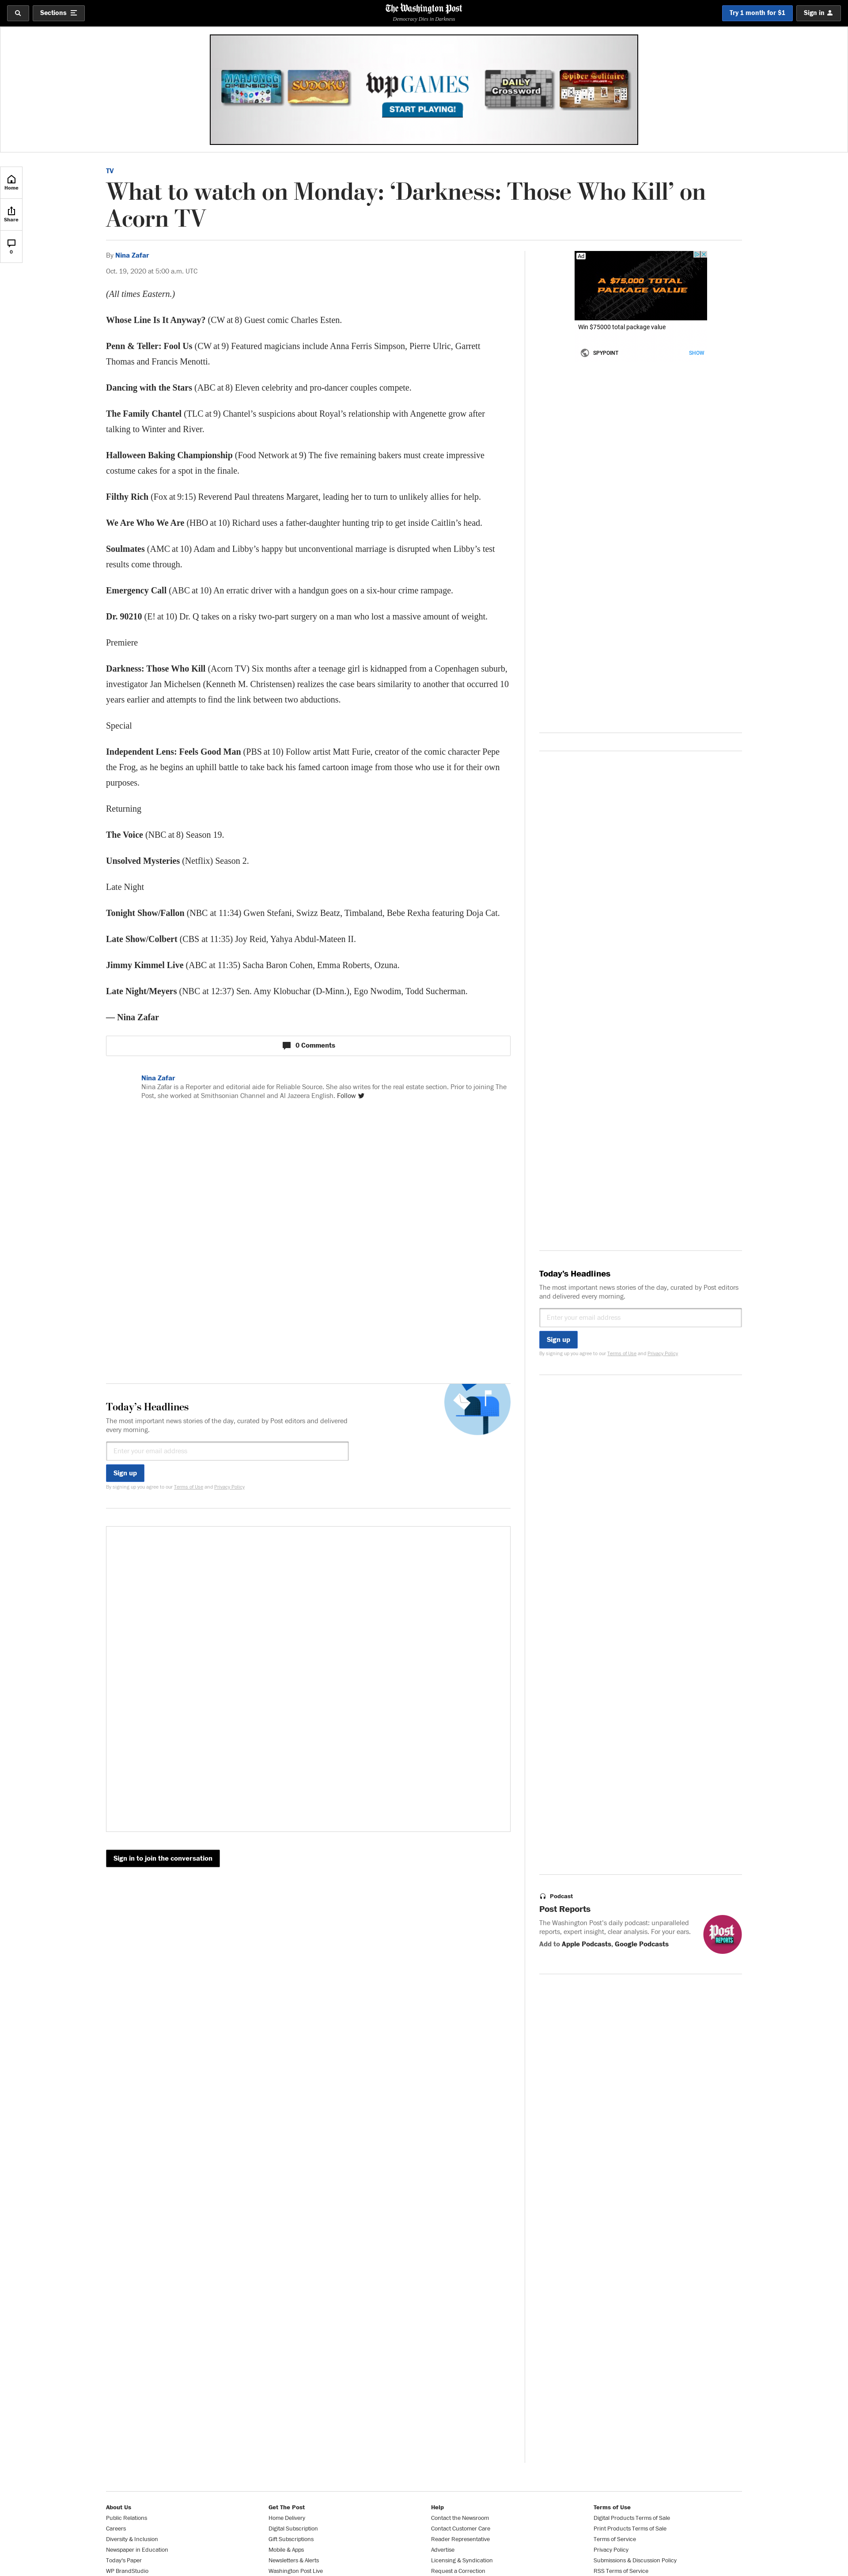 Sections
The Washington Post
Democracy Dies in Darkness
Try 1 month for $1
Sign in
MAHJONGG
DIMENSIONS
SUDOKU
wp GAMES
START PLAYING!
DAILY
Crossword
Spider Solitaire
Home
Share
0
TV
What to watch on Monday: ‘Darkness: Those Who Kill’ on
Acorn TV
By Nina Zafar
Oct. 19, 2020 at 5:00 a.m. UTC
(All times Eastern.)
Whose Line Is It Anyway? (CW at 8) Guest comic Charles Esten.
Penn & Teller: Fool Us (CW at 9) Featured magicians include Anna Ferris Simpson, Pierre Ulric, Garrett
Thomas and Francis Menotti.
Dancing with the Stars (ABC at 8) Eleven celebrity and pro-dancer couples compete.
The Family Chantel (TLC at 9) Chantel’s suspicions about Royal’s relationship with Angenette grow after
talking to Winter and River.
Halloween Baking Championship (Food Network at 9) The five remaining bakers must create impressive
costume cakes for a spot in the finale.
Filthy Rich (Fox at 9:15) Reverend Paul threatens Margaret, leading her to turn to unlikely allies for help.
We Are Who We Are (HBO at 10) Richard uses a father-daughter hunting trip to get inside Caitlin’s head.
Soulmates (AMC at 10) Adam and Libby’s happy but unconventional marriage is disrupted when Libby’s test
results come through.
Emergency Call (ABC at 10) An erratic driver with a handgun goes on a six-hour crime rampage.
Dr. 90210 (E! at 10) Dr. Q takes on a risky two-part surgery on a man who lost a massive amount of weight.
Premiere
Darkness: Those Who Kill (Acorn TV) Six months after a teenage girl is kidnapped from a Copenhagen suburb,
investigator Jan Michelsen (Kenneth M. Christensen) realizes the case bears similarity to another that occurred 10
years earlier and attempts to find the link between two abductions.
Special
Independent Lens: Feels Good Man (PBS at 10) Follow artist Matt Furie, creator of the comic character Pepe
the Frog, as he begins an uphill battle to take back his famed cartoon image from those who use it for their own
purposes.
Returning
The Voice (NBC at 8) Season 19.
Unsolved Mysteries (Netflix) Season 2.
Late Night
Tonight Show/Fallon (NBC at 11:34) Gwen Stefani, Swizz Beatz, Timbaland, Bebe Rexha featuring Doja Cat.
Late Show/Colbert (CBS at 11:35) Joy Reid, Yahya Abdul-Mateen II.
Jimmy Kimmel Live (ABC at 11:35) Sacha Baron Cohen, Emma Roberts, Ozuna.
Late Night/Meyers (NBC at 12:37) Sen. Amy Klobuchar (D-Minn.), Ego Nwodim, Todd Sucherman.
— Nina Zafar
0 Comments
Nina Zafar
Nina Zafar is a Reporter and editorial aide for Reliable Source. She also writes for the real estate section. Prior to joining The
Post, she worked at Smithsonian Channel and Al Jazeera English. Follow
Today’s Headlines
The most important news stories of the day, curated by Post editors and delivered
every morning.
Enter your email address
Sign up
By signing up you agree to our Terms of Use and Privacy Policy
Sign in to join the conversation
Ad
A $75,000 TOTAL
PACKAGE VALUE
Win $75000 total package value
SPYPOINT
SHOW
Today’s Headlines
The most important news stories of the day, curated by Post editors
and delivered every morning.
Enter your email address
Sign up
By signing up you agree to our Terms of Use and Privacy Policy
Podcast
Post Reports
The Washington Post's daily podcast: unparalleled
reports, expert insight, clear analysis. For your ears.
Add to Apple Podcasts, Google Podcasts
Post
REPORTS
About Us
Public Relations
Careers
Diversity & Inclusion
Newspaper in Education
Today's Paper
WP BrandStudio
Get The Post
Home Delivery
Digital Subscription
Gift Subscriptions
Mobile & Apps
Newsletters & Alerts
Washington Post Live
Help
Contact the Newsroom
Contact Customer Care
Reader Representative
Advertise
Licensing & Syndication
Request a Correction
Terms of Use
Digital Products Terms of Sale
Print Products Terms of Sale
Terms of Service
Privacy Policy
Submissions & Discussion Policy
RSS Terms of Service